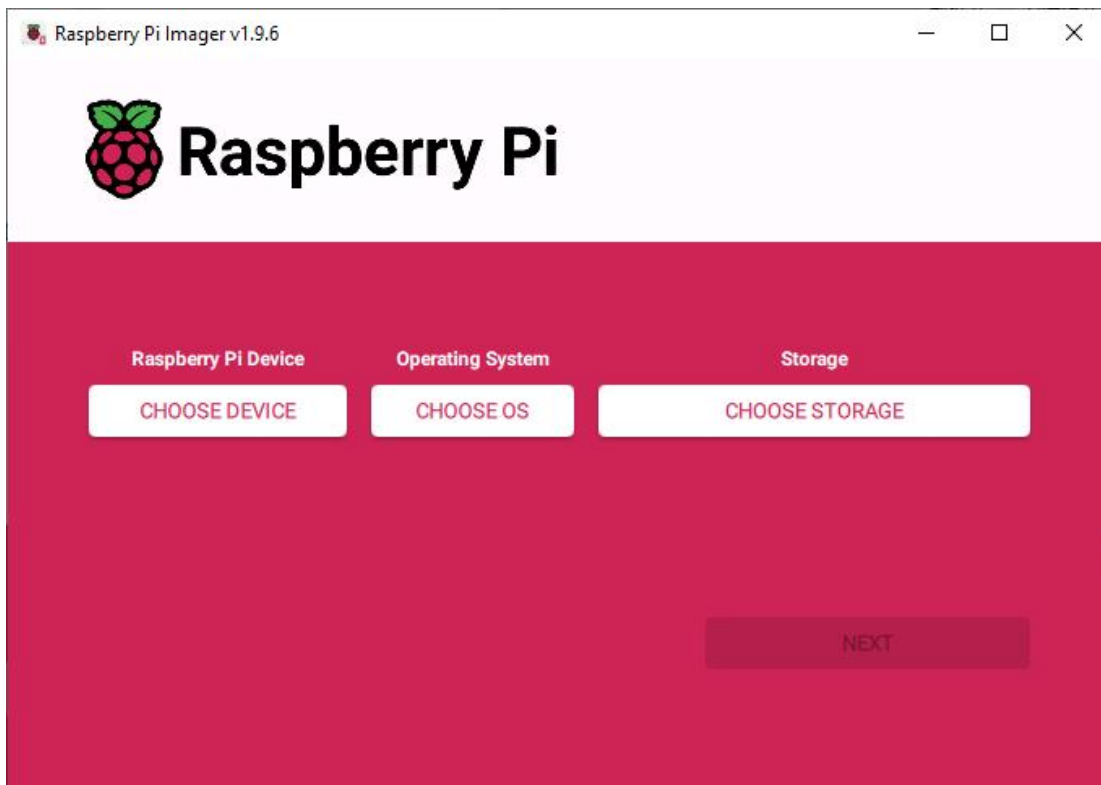 Raspberry Pi Imager v1.9.6
Raspberry Pi
Raspberry Pi Device Operating System Storage
CHOOSE DEVICE CHOOSE OS CHOOSE STORAGE
NEXT